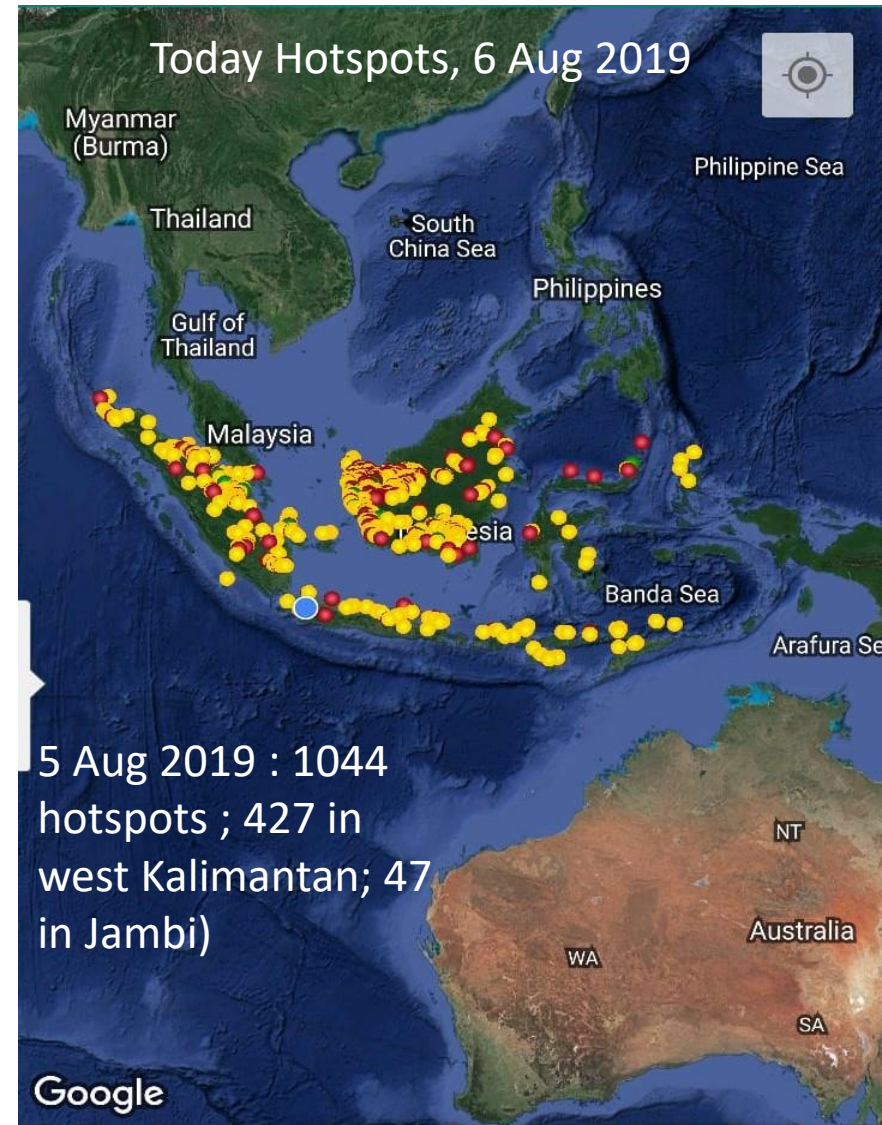 Today Hotspots, 6 Aug 2019
Myanmar
(Burma)
Philippine Sea
Thailand
South
China Sea
Philippines
Gulf of
Thailand
Malaysia
Banda Sea
Arafura Se
5 Aug 2019 : 1044
hotspots ; 427 in
west Kalimantan; 47
in Jambi)
NT
Australia
WA
SA
Google